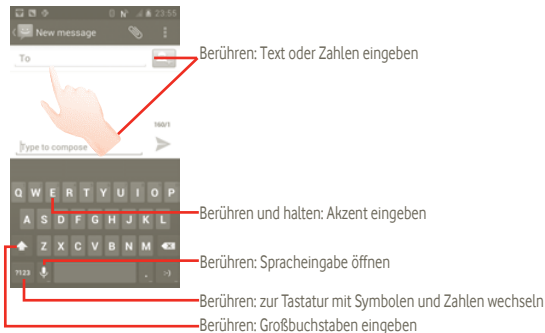 23:55
New message
To
Berühren: Text oder Zahlen eingeben
160/1
Type to compose
Q W E R T Y U I O P
A S D F G H J K L
Berühren und halten: Akzent eingeben
Z X C V B N M
Berühren: Spracheingabe öffnen
?123 . :-)
Berühren: zur Tastatur mit Symbolen und Zahlen wechseln
Berühren: Großbuchstaben eingeben